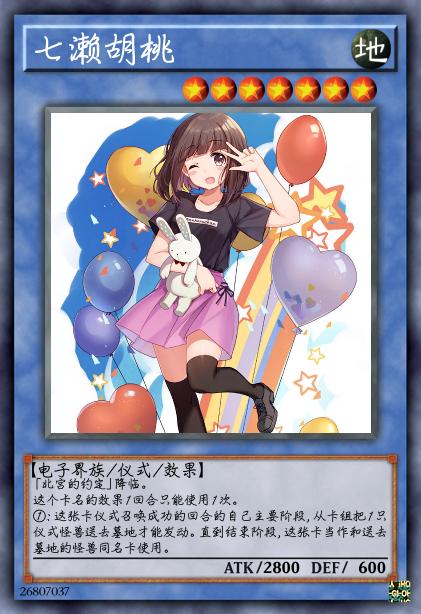 七濑胡桃
地
【电子界族/仪式/效果】
「此宫的约定」降临。
这个卡名的效果1回合只能使用1次。
①:这张卡仪式召唤成功的回合的自己主要阶段,从卡组把1只
仪式怪兽送去墓地才能发动。直到结束阶段,这张卡当作和送去
墓地的怪兽同名卡使用。
ATK/2800 DEF/ 600
26807037